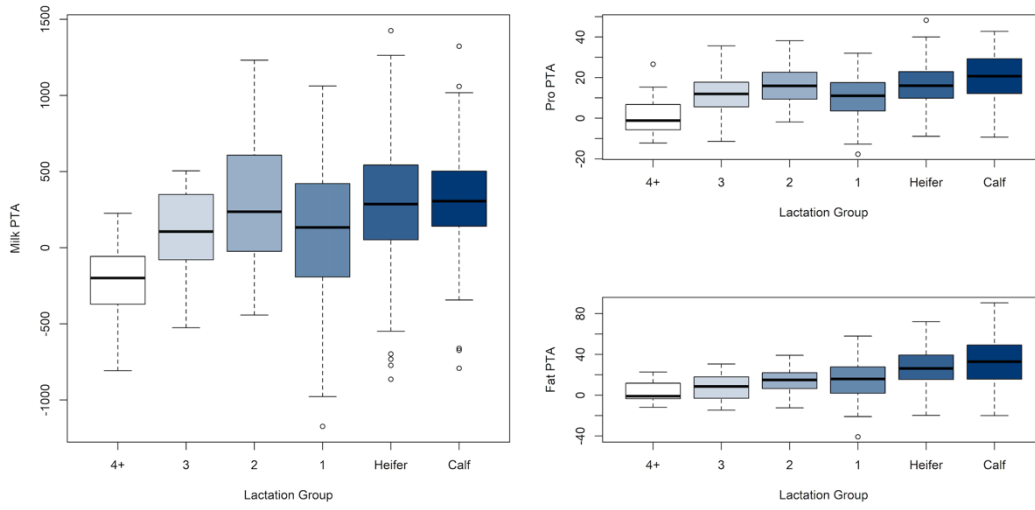 Milk PTA
1500
1000
500
0
-500
-1000
4+ 3 2 1 Heifer Calf
Lactation Group
Pro PTA
40
20
0
-20
4+ 3 2 1 Heifer Calf
Lactation Group
Fat PTA
80
40
0
-40
4+ 3 2 1 Heifer Calf
Lactation Group